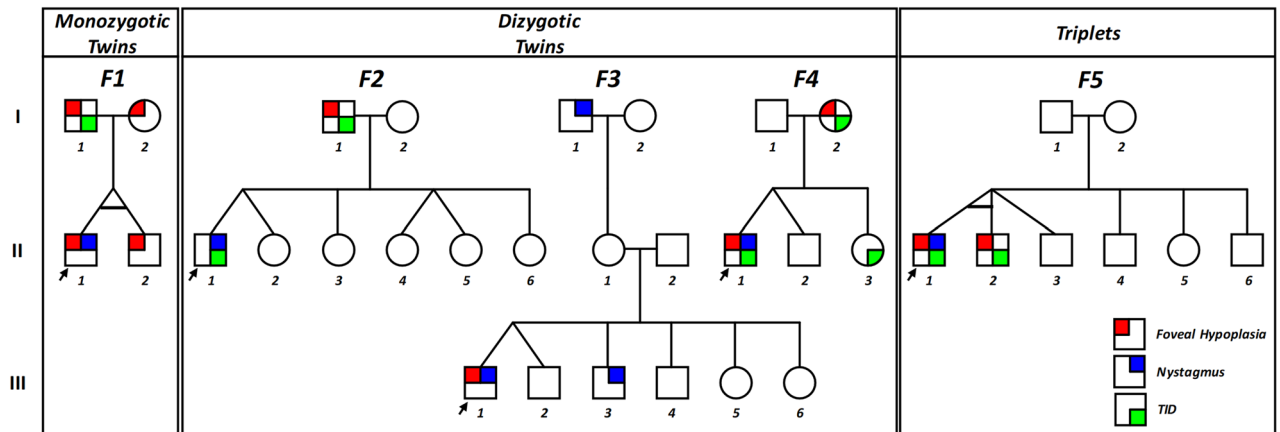 Monozygotic
Twins
Dizygotic
Twins
Triplets
F1
F2
F3
F4
F5
I
1 2 1 2 1 2 1 2 1 2
II
1 2 1 2 3 4 5 6 1 2 1 2 3 1 2 3 4 5 6
Foveal Hypoplasia
Nystagmus
TID
III
1 2 3 4 5 6